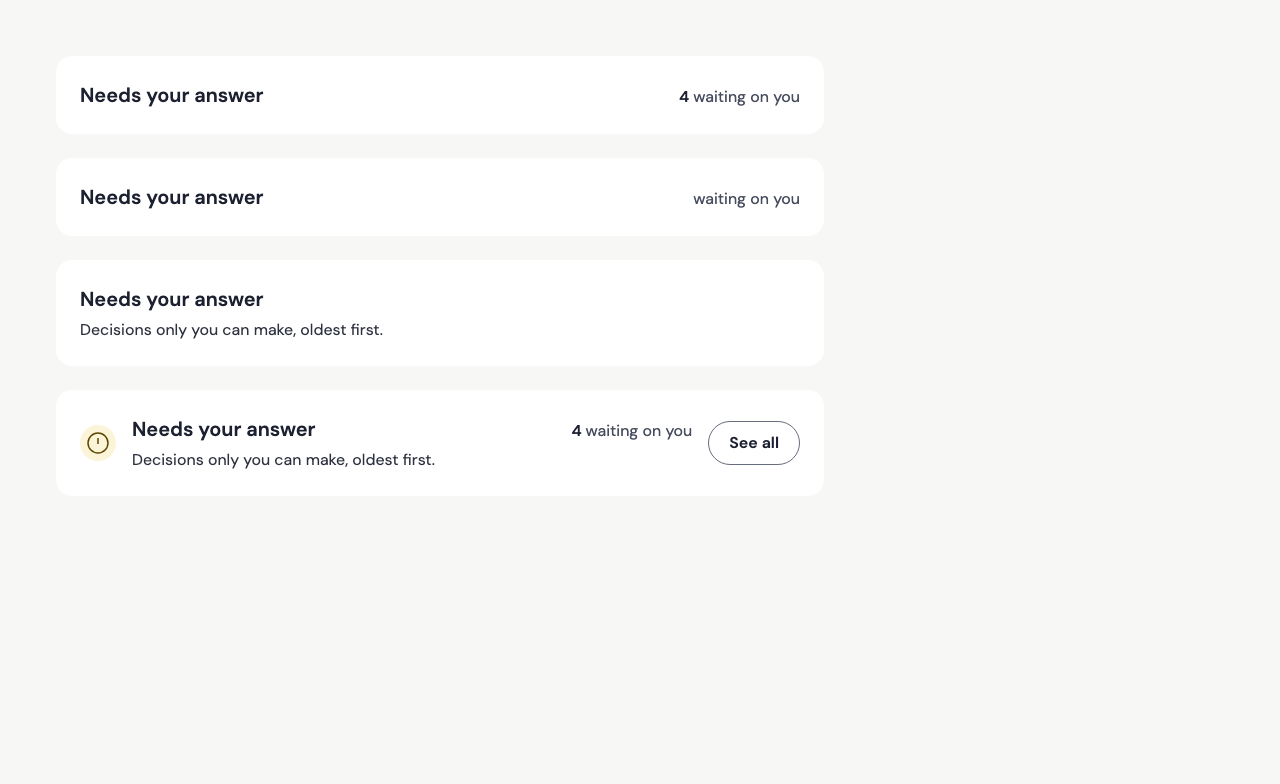 Needs your answer 4 waiting on you
Needs your answer waiting on you
Needs your answer
Decisions only you can make, oldest first.
Needs your answer 4 waiting on you See all
Decisions only you can make, oldest first.